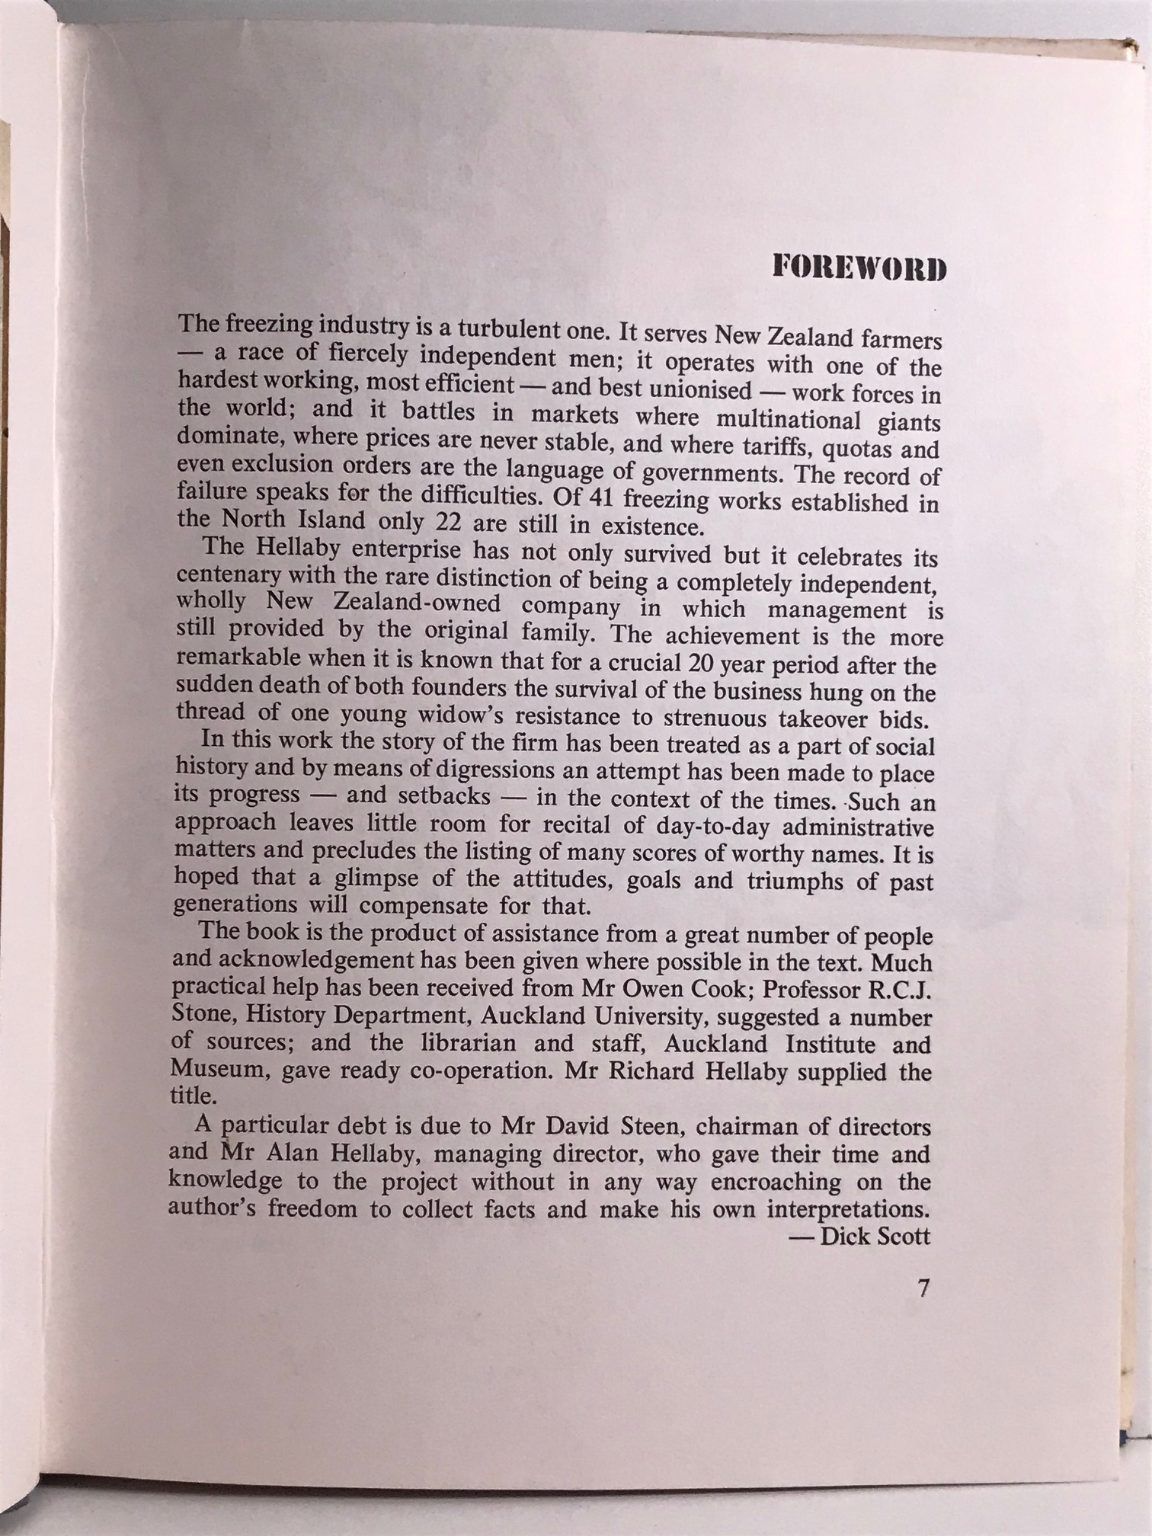 FOREWORD
The freezing industry is a turbulent one. It serves New Zealand farmers
— a race of fiercely independent men; it operates with one of the
hardest working, most efficient — and best unionised — work forces in
the world; and it battles in markets where multinational giants
dominate, where prices are never stable, and where tariffs, quotas and
even exclusion orders are the language of governments. The record of
failure speaks for the difficulties. Of 41 freezing works established in
the North Island only 22 are still in existence.
The Hellaby enterprise has not only survived but it celebrates its
centenary with the rare distinction of being a completely independent,
wholly New Zealand-owned company in which management is
still provided by the original family. The achievement is the more
remarkable when it is known that for a crucial 20 year period after the
sudden death of both founders the survival of the business hung on the
thread of one young widow's resistance to strenuous takeover bids.
In this work the story of the firm has been treated as a part of social
history and by means of digressions an attempt has been made to place
its progress — and setbacks — in the context of the times. Such an
approach leaves little room for recital of day-to-day administrative
matters and precludes the listing of many scores of worthy names. It is
hoped that a glimpse of the attitudes, goals and triumphs of past
generations will compensate for that.
The book is the product of assistance from a great number of people
and acknowledgement has been given where possible in the text. Much
practical help has been received from Mr Owen Cook; Professor R.C.J.
Stone, History Department, Auckland University, suggested a number
of sources; and the librarian and staff, Auckland Institute and
Museum, gave ready co-operation. Mr Richard Hellaby supplied the
title.
A particular debt is due to Mr David Steen, chairman of directors
and Mr Alan Hellaby, managing director, who gave their time and
knowledge to the project without in any way encroaching on the
author's freedom to collect facts and make his own interpretations.
— Dick Scott
7